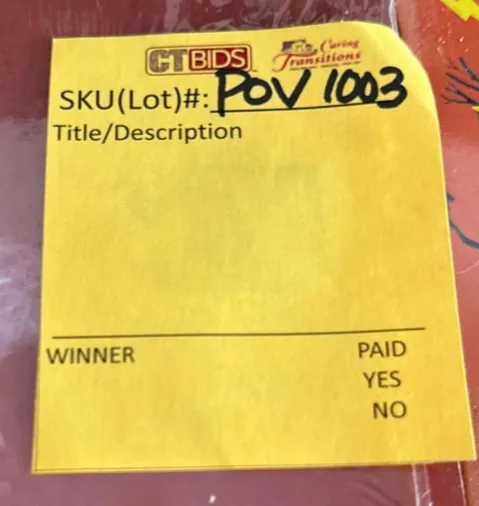 CTBIDS Caring Transitions
SKU(Lot)#: POV 1003
Title/Description
WINNER PAID
YES
NO